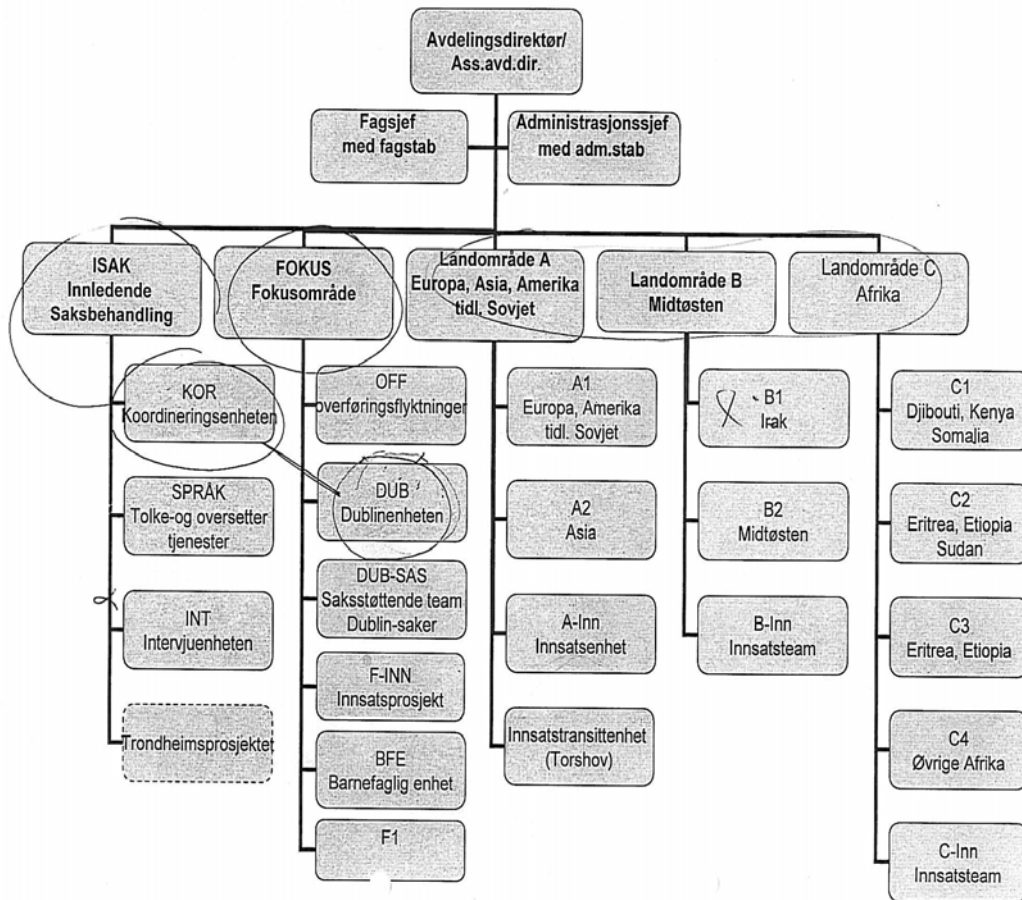 Avdelingsdirektør/
Ass.avd.dir.
Fagsjef
med fagstab
Administrasjonssjef
med adm.stab
ISAK
Innledende
Saksbehandling
FOKUS
Fokusområde
Landområde A
Europa, Asia, Amerika
tidl. Sovjet
Landområde B
Midtøsten
Landområde C
Afrika
KOR
Koordineringsenheten
SPRÅK
Tolke-og oversetter
tjenester
INT
Intervjuenheten
Trondheimsprosjektet
OFF
overføringsflyktninger
DUB
Dublinenheten
DUB-SAS
Saksstøttende team
Dublin-saker
F-INN
Innsatsprosjekt
BFE
Barnefaglig enhet
F1
A1
Europa, Amerika
tidl. Sovjet
A2
Asia
A-Inn
Innsatsenhet
Innsatstransittenhet
(Torshov)
B1
Irak
B2
Midtøsten
B-Inn
Innsatsteam
C1
Djibouti, Kenya
Somalia
C2
Eritrea, Etiopia
Sudan
C3
Eritrea, Etiopia
C4
Øvrige Afrika
C-Inn
Innsatsteam